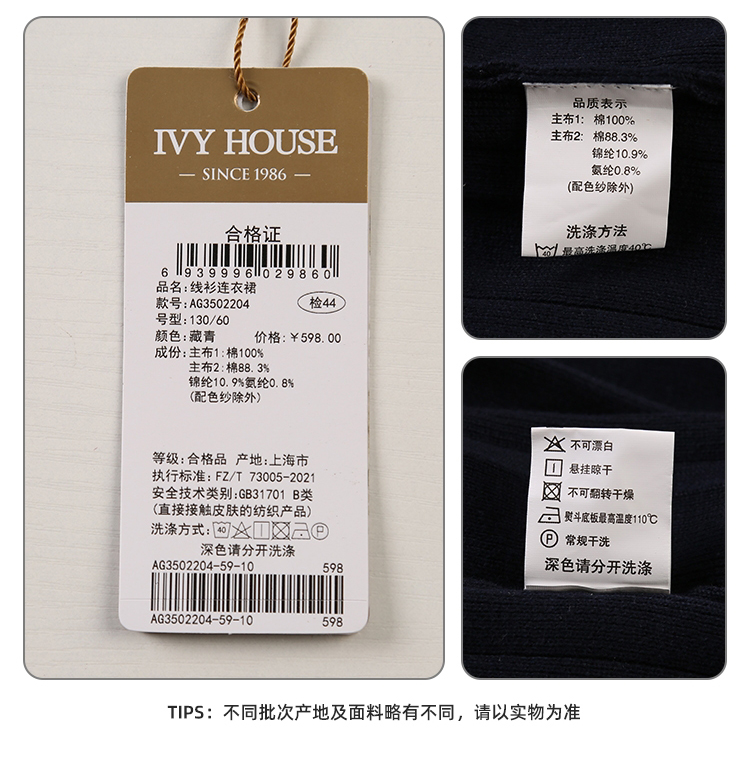 IVY HOUSE
— SINCE 1986 —
合格证
6 939996 029860
品名:线衫连衣裙
款号:AG3502204
检44
号型:130/60
颜色:藏青 价格:￥598.00
成份:主布1:棉100%
主布2:棉88.3%
锦纶10.9%氨纶0.8%
(配色纱除外)
等级:合格品 产地:上海市
执行标准:FZ/T 73005-2021
安全技术类别:GB31701 B类
(直接接触皮肤的纺织产品)
洗涤方式: 40 P
深色请分开洗涤
AG3502204-59-10 598
AG3502204-59-10 598
品质表示
主布1: 棉100%
主布2: 棉88.3%
锦纶10.9%
氨纶0.8%
(配色纱除外)
洗涤方法
40 最高洗涤温度40℃
不可漂白
悬挂晾干
不可翻转干燥
熨斗底板最高温度110℃
P 常规干洗
深色请分开洗涤
TIPS：不同批次产地及面料略有不同，请以实物为准